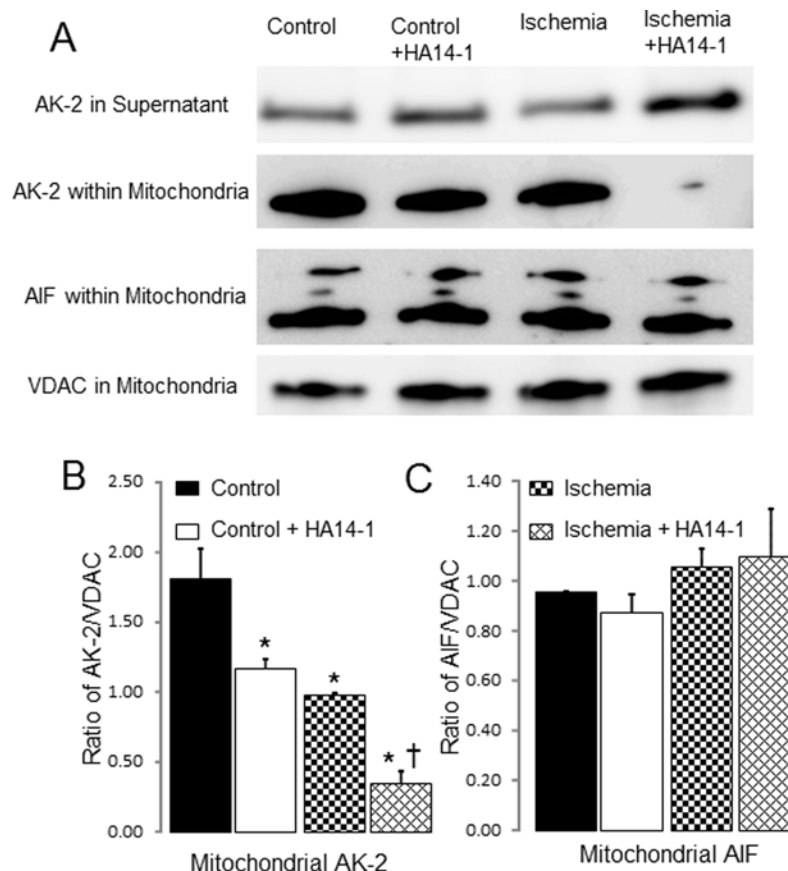 A
Control
Control
+HA14-1
Ischemia
Ischemia
+HA14-1
AK-2 in Supernatant
AK-2 within Mitochondria
AIF within Mitochondria
VDAC in Mitochondria
B
2.50
2.00
1.50
1.00
0.50
0.00
Ratio of AK-2/VDAC
Control
Control + HA14-1
*
*
* †
Mitochondrial AK-2
C
1.40
1.20
1.00
0.80
0.60
0.40
0.20
0.00
Ratio of AIF/VDAC
Ischemia
Ischemia + HA14-1
Mitochondrial AIF